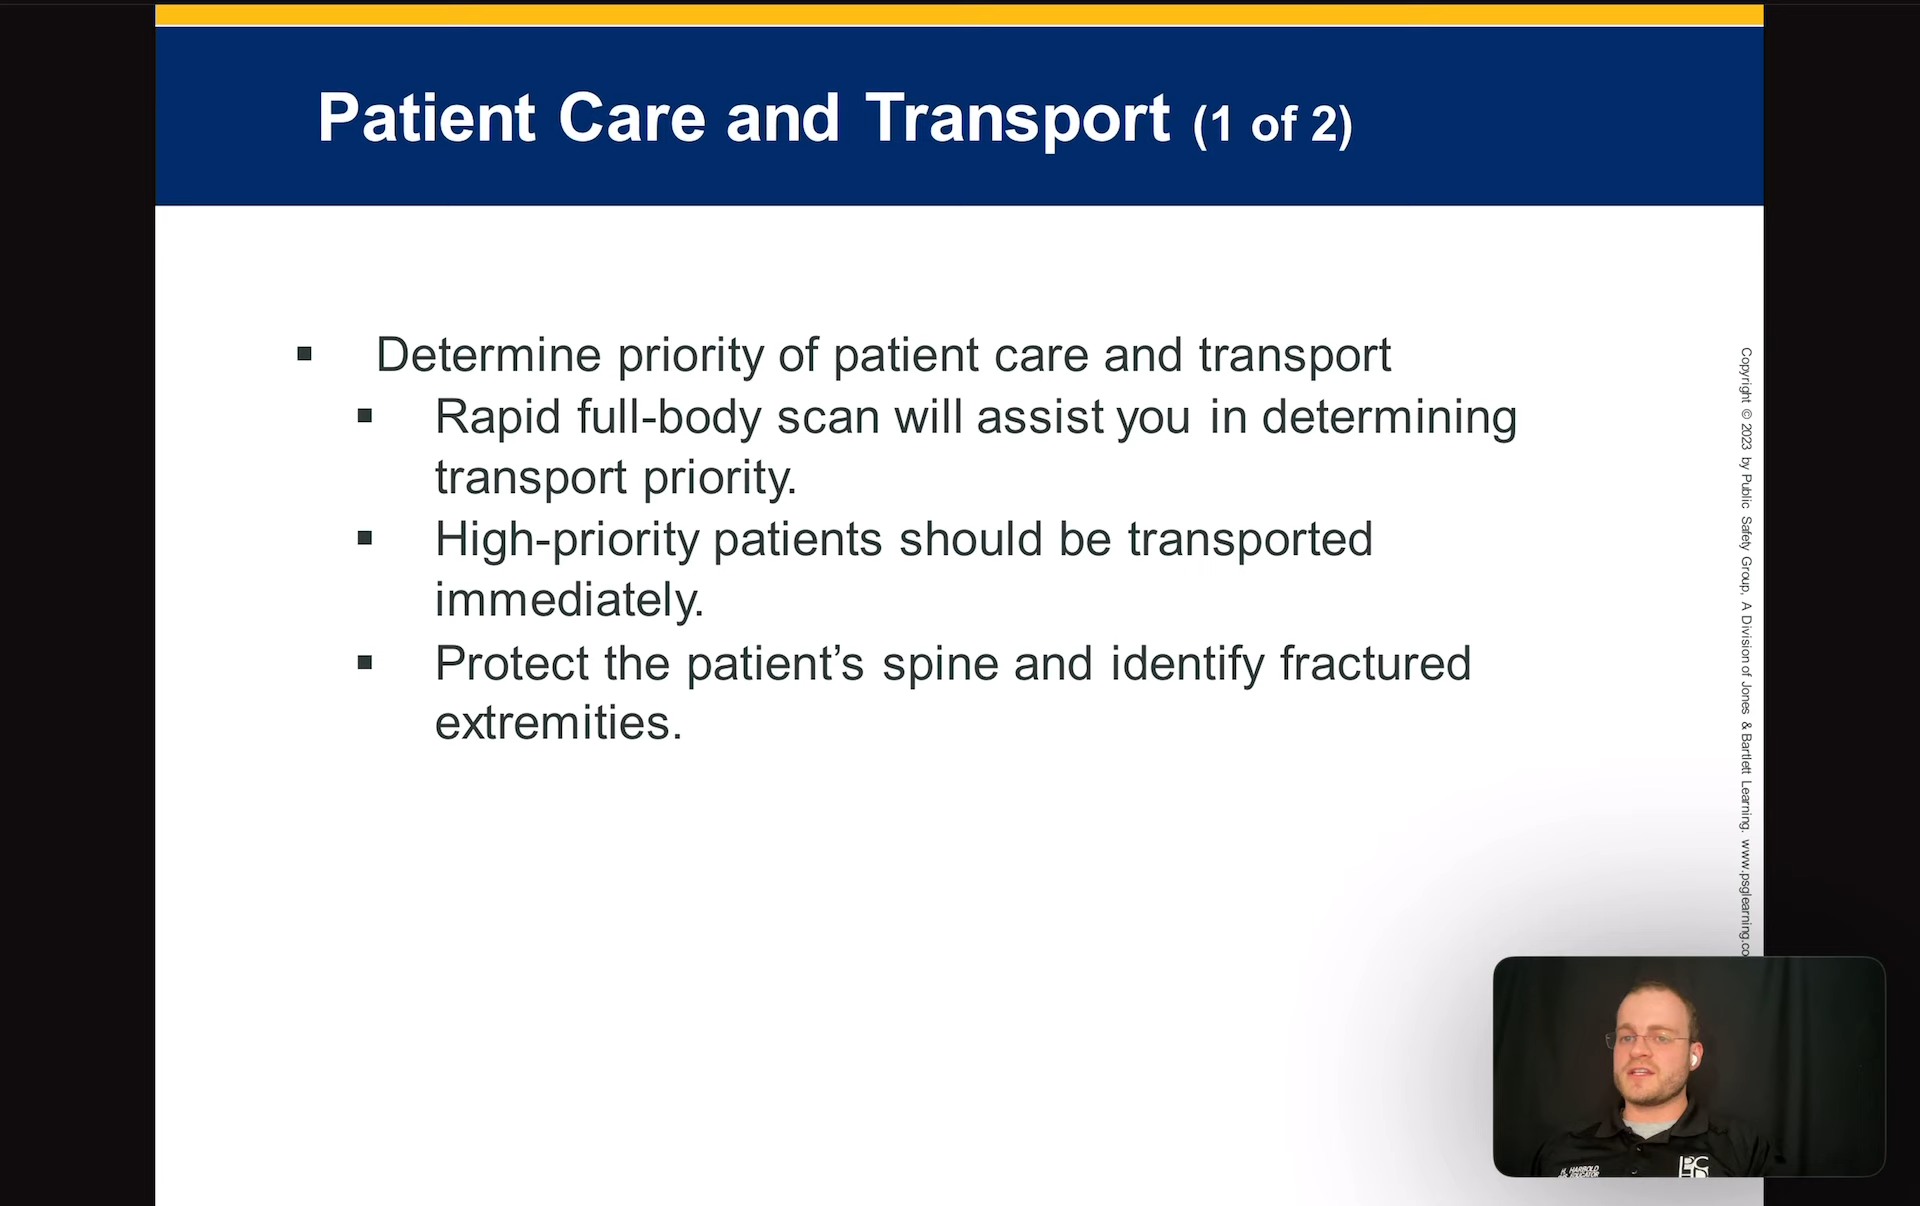 Patient Care and Transport (1 of 2)
▪ Determine priority of patient care and transport
▪ Rapid full-body scan will assist you in determining
transport priority.
▪ High-priority patients should be transported
immediately.
▪ Protect the patient’s spine and identify fractured
extremities.
Copyright © 2023 by Public Safety Group, A Division of Jones & Bartlett Learning. www.psglearning.co
H. HARBOLD